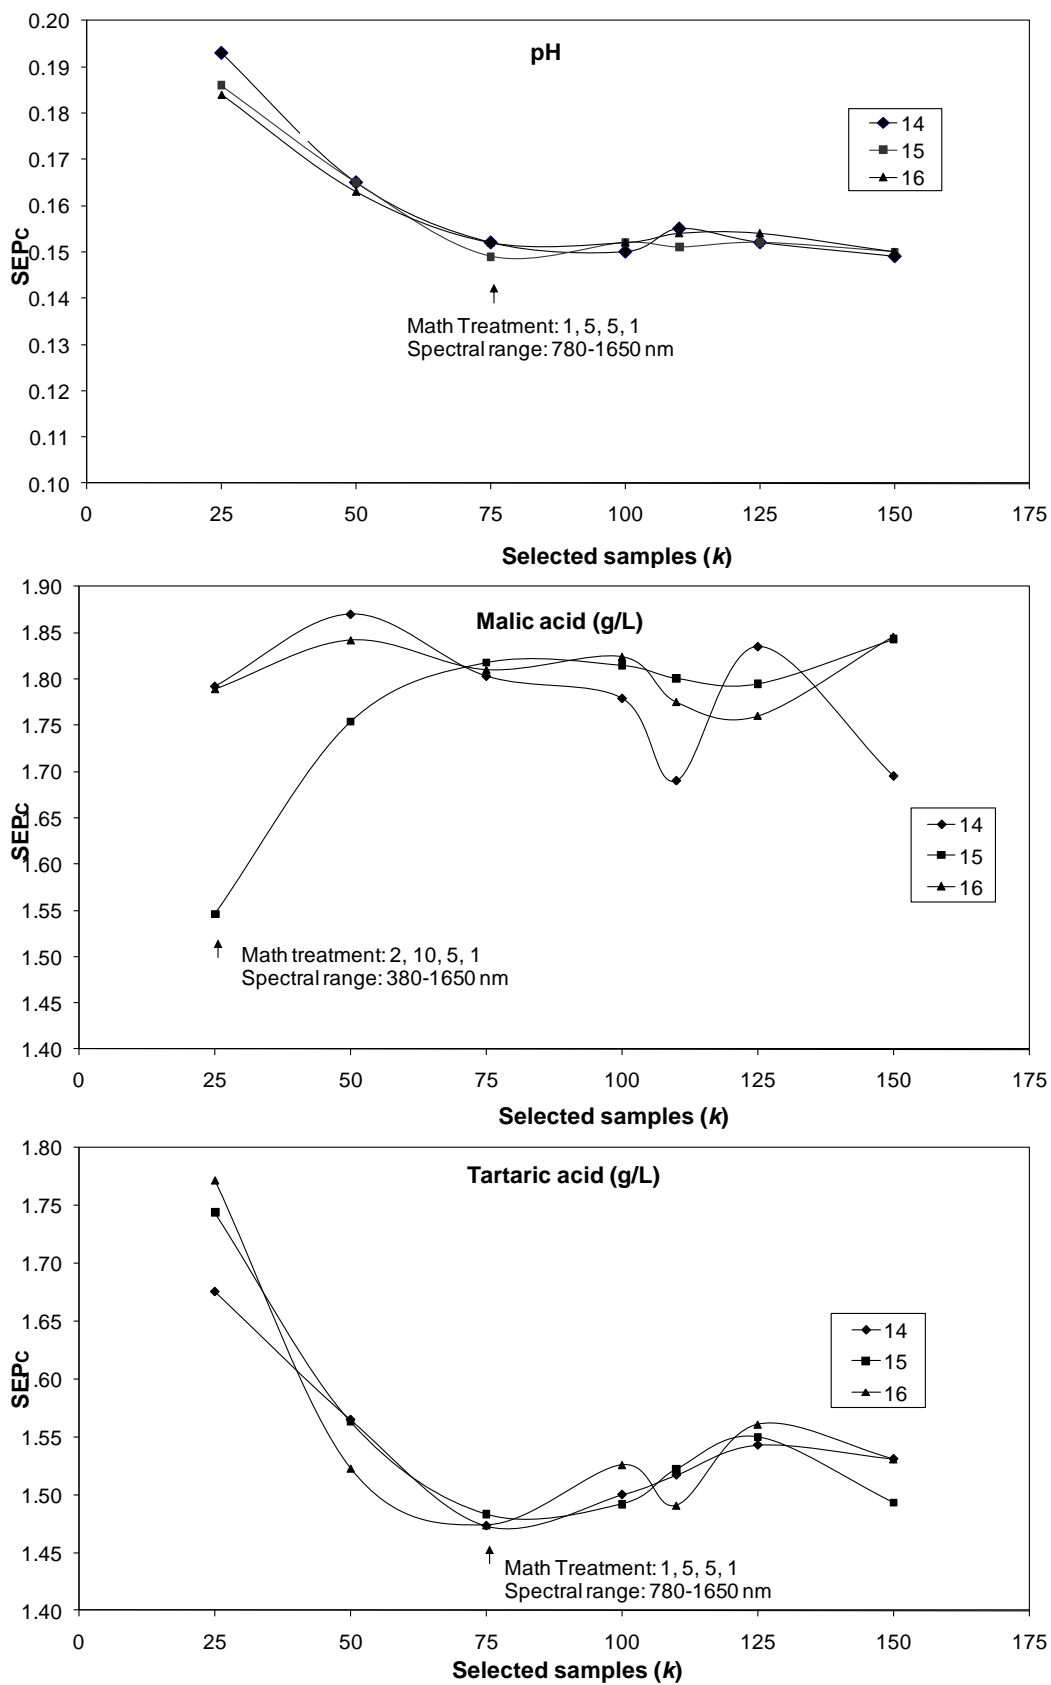 0.20
0.19
0.18
0.17
0.16
0.15
0.14
0.13
0.12
0.11
0.10
SEPc
pH
14
15
16
Math Treatment: 1, 5, 5, 1
Spectral range: 780-1650 nm
0 25 50 75 100 125 150 175
Selected samples (k)
1.90
1.85
1.80
1.75
1.70
1.65
1.60
1.55
1.50
1.45
1.40
SEPc
Malic acid (g/L)
14
15
16
Math treatment: 2, 10, 5, 1
Spectral range: 380-1650 nm
0 25 50 75 100 125 150 175
Selected samples (k)
1.80
1.75
1.70
1.65
1.60
1.55
1.50
1.45
1.40
SEPc
Tartaric acid (g/L)
14
15
16
Math Treatment: 1, 5, 5, 1
Spectral range: 780-1650 nm
0 25 50 75 100 125 150 175
Selected samples (k)